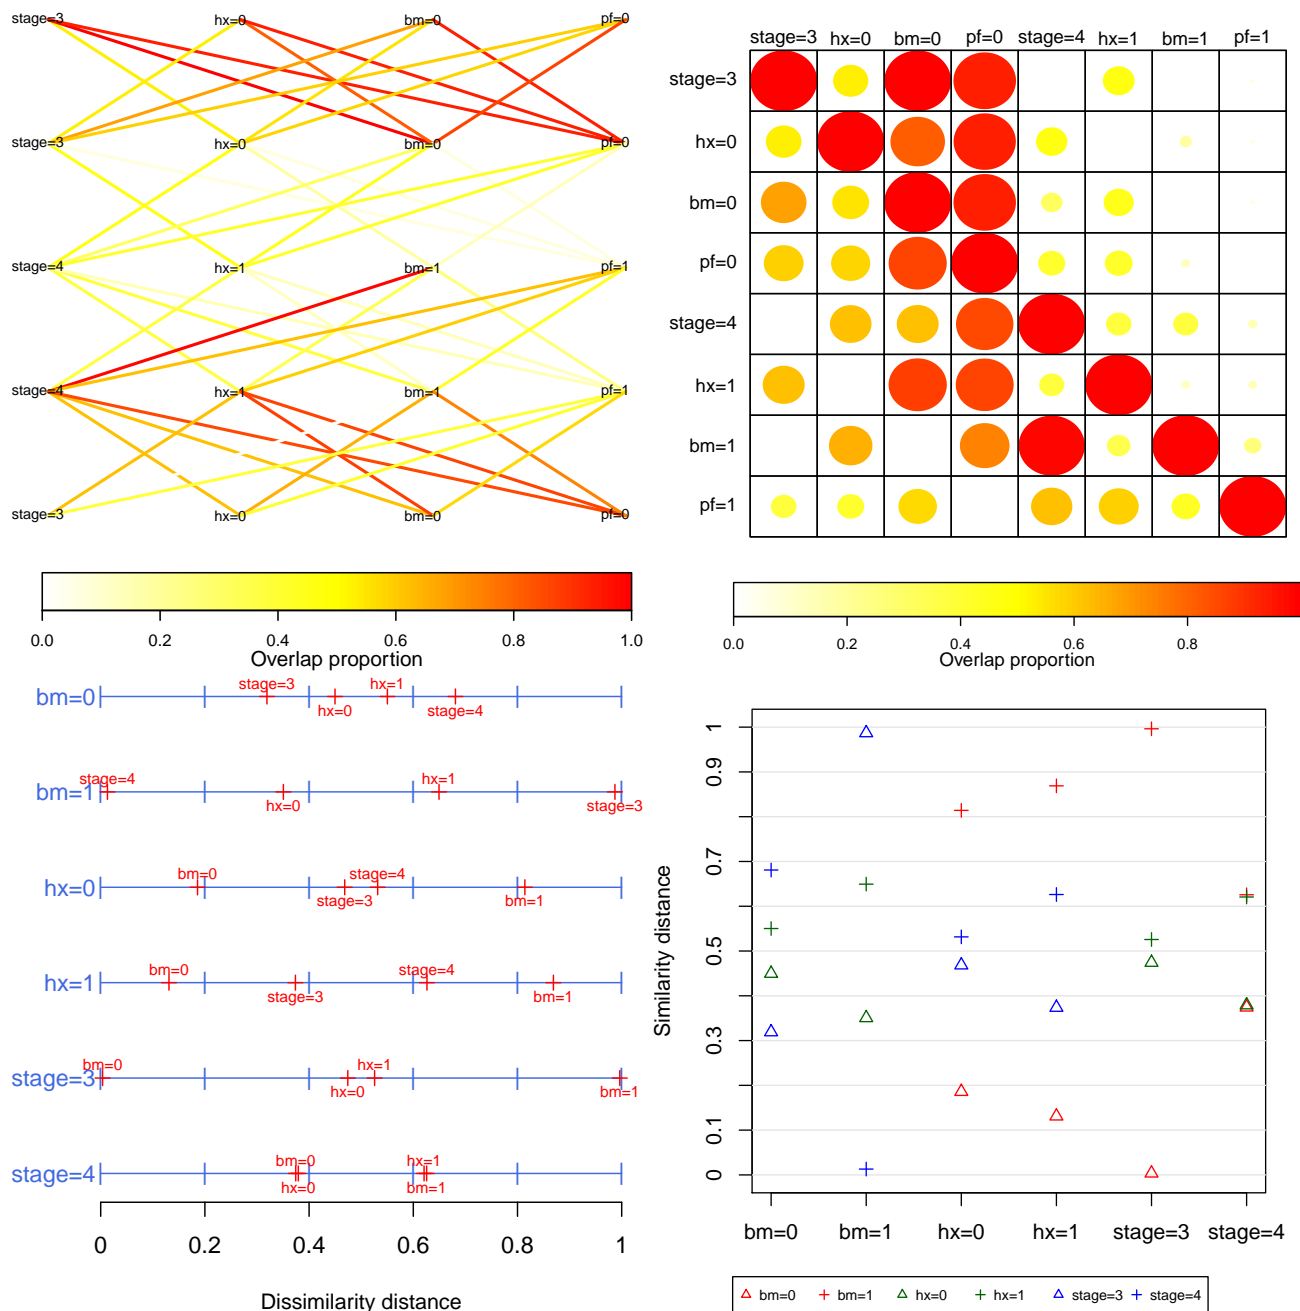 stage=3 hx=0 bm=0 pf=0
stage=3 hx=0 bm=0 pf=0
stage=4 hx=1 bm=1 pf=1
stage=4 hx=1 bm=1 pf=1
stage=3 hx=0 bm=0 pf=0
0.0 0.2 0.4 0.6 0.8 1.0
Overlap proportion
stage=3 hx=0 bm=0 pf=0 stage=4 hx=1 bm=1 pf=1
stage=3
hx=0
bm=0
pf=0
stage=4
hx=1
bm=1
pf=1
0.0 0.2 0.4 0.6 0.8
Overlap proportion
stage=3 hx=1
bm=0
hx=0 stage=4
stage=4 hx=1
bm=1
hx=0 stage=3
bm=0 stage=4
hx=0
stage=3 bm=1
bm=0 stage=4
hx=1
stage=3 bm=1
bm=0 hx=1
stage=3
hx=0 bm=1
bm=0 hx=1
stage=4
hx=0 bm=1
0 0.2 0.4 0.6 0.8 1
Dissimilarity distance
1
0.9
0.7
0.5
0.3
0.1
0
Similarity distance
bm=0 bm=1 hx=0 hx=1 stage=3 stage=4
bm=0 bm=1 hx=0 hx=1 stage=3 stage=4